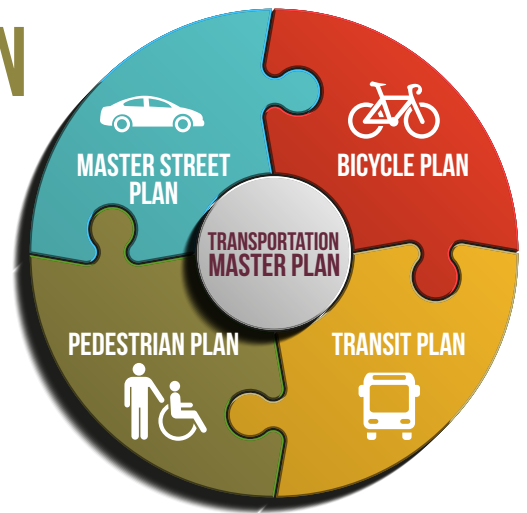 N
MASTER STREET
PLAN
BICYCLE PLAN
TRANSPORTATION
MASTER PLAN
PEDESTRIAN PLAN
TRANSIT PLAN